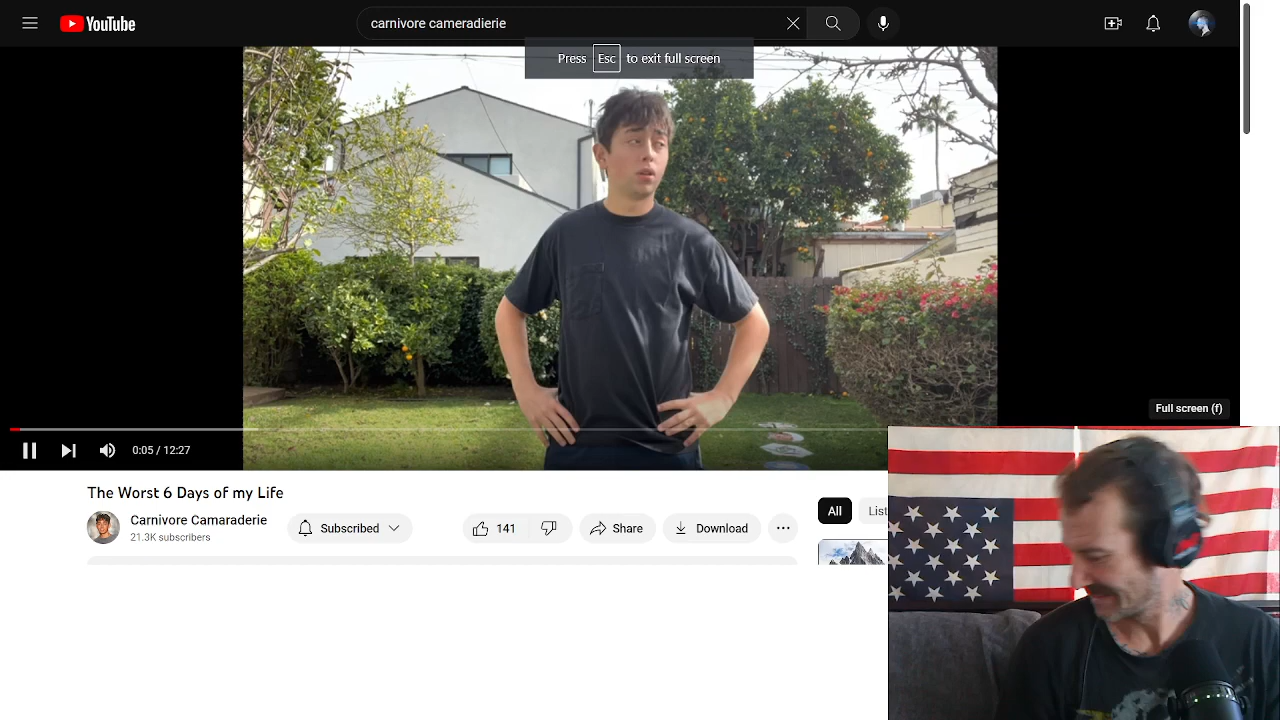 YouTube
carnivore cameradierie
Press Esc to exit full screen
Full screen (f)
0:05 / 12:27
The Worst 6 Days of my Life
Carnivore Camaraderie
21.3K subscribers
Subscribed
141
Share
Download
All
List